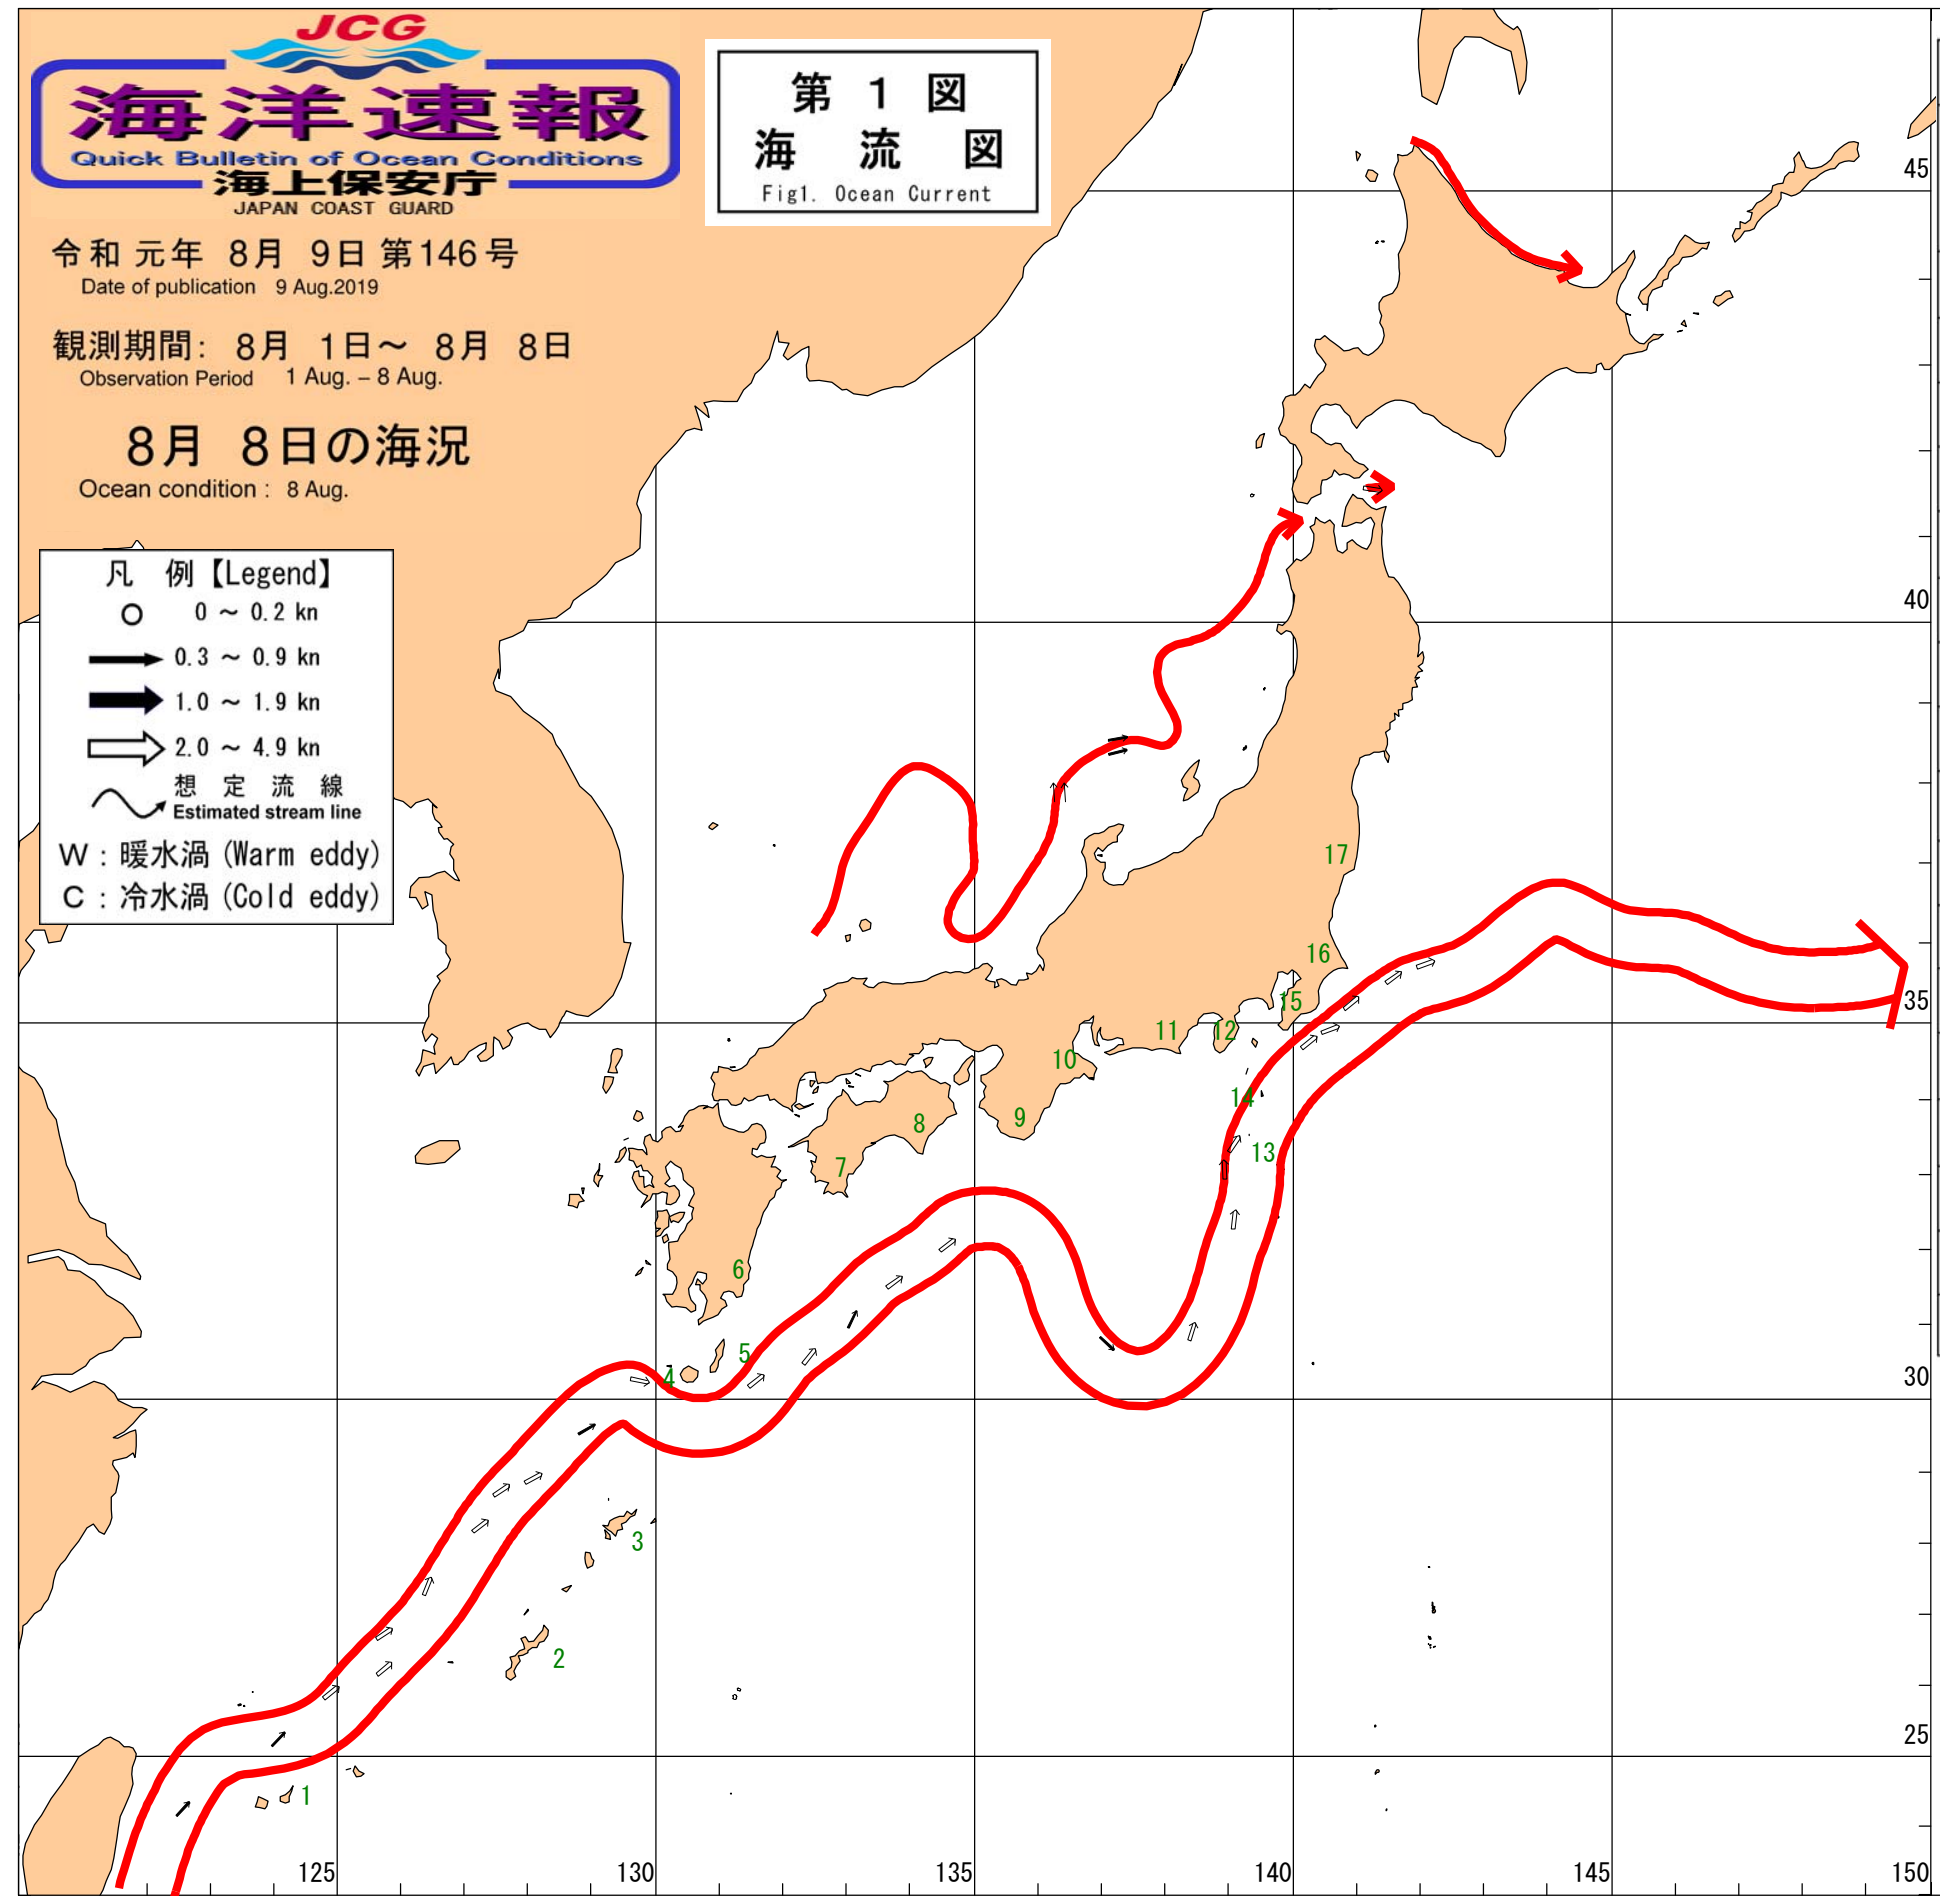 JCG
海洋速報
Quick Bulletin of Ocean Conditions
海上保安庁
JAPAN COAST GUARD
第 1 図
海 流 図
Fig1. Ocean Current
令和 元年 8月 9日 第146号
Date of publication 9 Aug.2019
観測期間: 8月 1日～ 8月 8日
Observation Period 1 Aug. – 8 Aug.
8月 8日の海況
Ocean condition : 8 Aug.
凡 例【Legend】
0 ～ 0.2 kn
0.3 ～ 0.9 kn
1.0 ～ 1.9 kn
2.0 ～ 4.9 kn
想 定 流 線
Estimated stream line
W : 暖水渦 (Warm eddy)
C : 冷水渦 (Cold eddy)
45
40
17
16
35
15
12
11
10
14
9
8
13
7
6
5
4
30
3
2
25
1
125
130
135
140
145
150